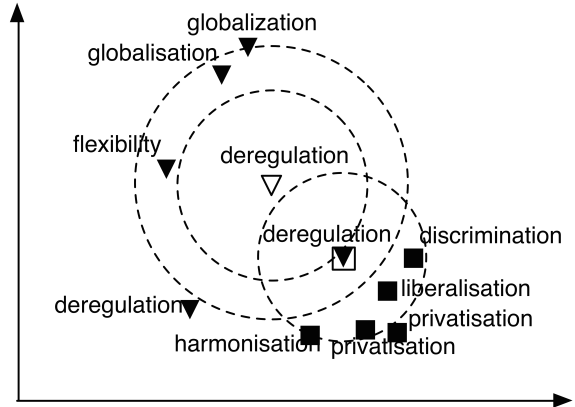 globalization
globalisation
flexibility
deregulation
deregulation
discrimination
liberalisation
deregulation
privatisation
harmonisation
privatisation